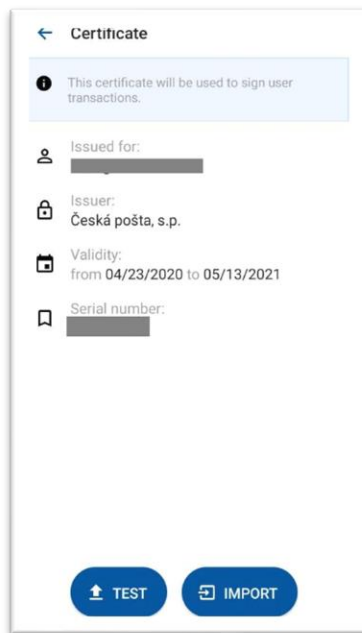 Certificate
This certificate will be used to sign user
transactions.
Issued for:
Issuer:
Česká pošta, s.p.
Validity:
from 04/23/2020 to 05/13/2021
Serial number:
TEST
IMPORT